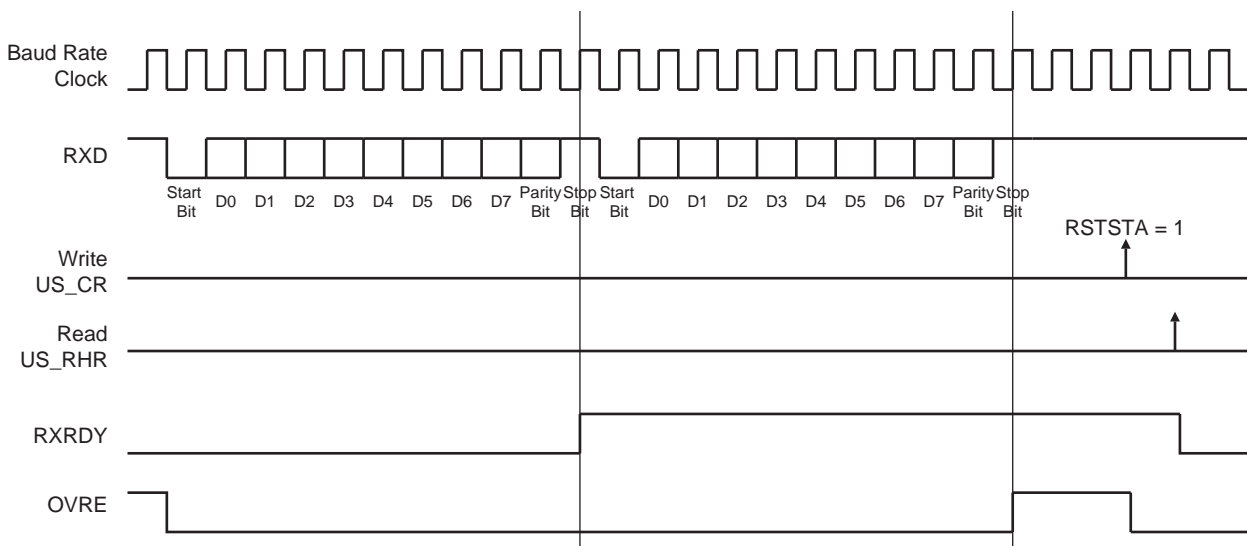 Baud Rate
Clock
RXD
Start
Bit
D0
D1
D2
D3
D4
D5
D6
D7
Parity
Bit
Stop
Bit
Start
Bit
D0
D1
D2
D3
D4
D5
D6
D7
Parity
Bit
Stop
Bit
RSTSTA = 1
Write
US_CR
Read
US_RHR
RXRDY
OVRE